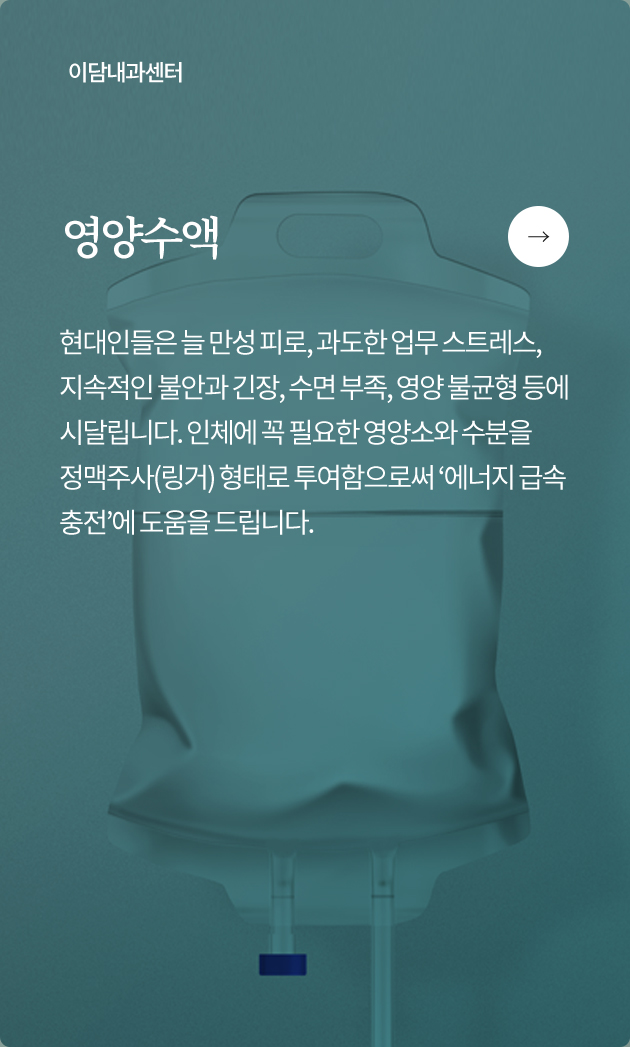 이담내과센터
영양수액
현대인들은 늘 만성 피로, 과도한 업무 스트레스,
지속적인 불안과 긴장, 수면 부족, 영양 불균형 등에
시달립니다. 인체에 꼭 필요한 영양소와 수분을
정맥주사(링거) 형태로 투여함으로써 ‘에너지 급속
충전’에 도움을 드립니다.